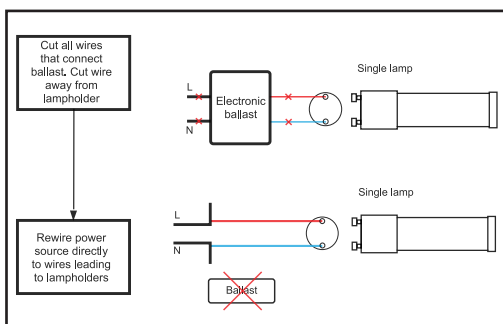 Cut all wires
that connect
ballast. Cut wire
away from
lampholder
L
N
Electronic
ballast
Single lamp
Rewire power
source directly
to wires leading
to lampholders
L
N
Single lamp
Ballast